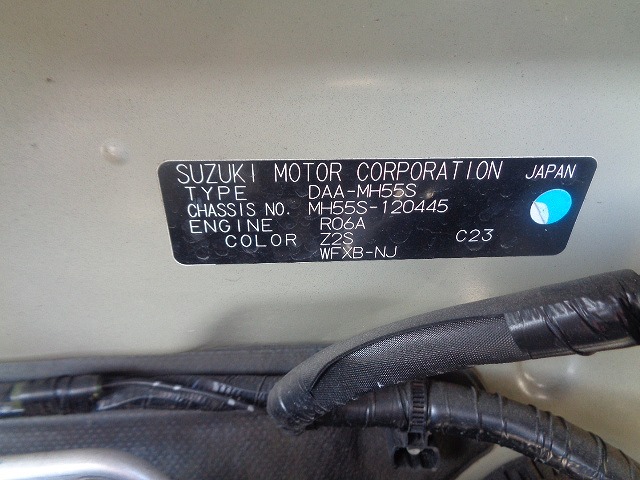 SUZUKI MOTOR CORPORATION JAPAN
TYPE DAA-MH55S
CHASSIS NO. MH55S-120445
ENGINE R06A
COLOR Z2S C23
WFXB-NJ